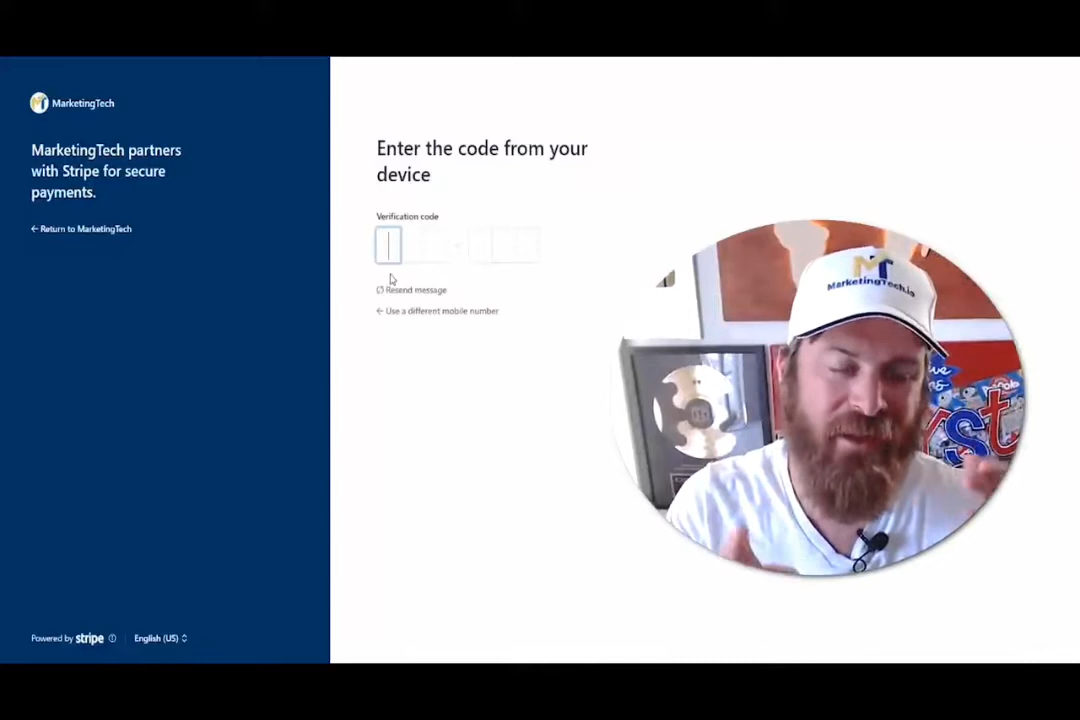 MarketingTech
MarketingTech partners
with Stripe for secure
payments.
← Return to MarketingTech
Powered by stripe
English (US)
Enter the code from your
device
Verification code
Resend message
← Use a different mobile number
MT
MarketingTech.io